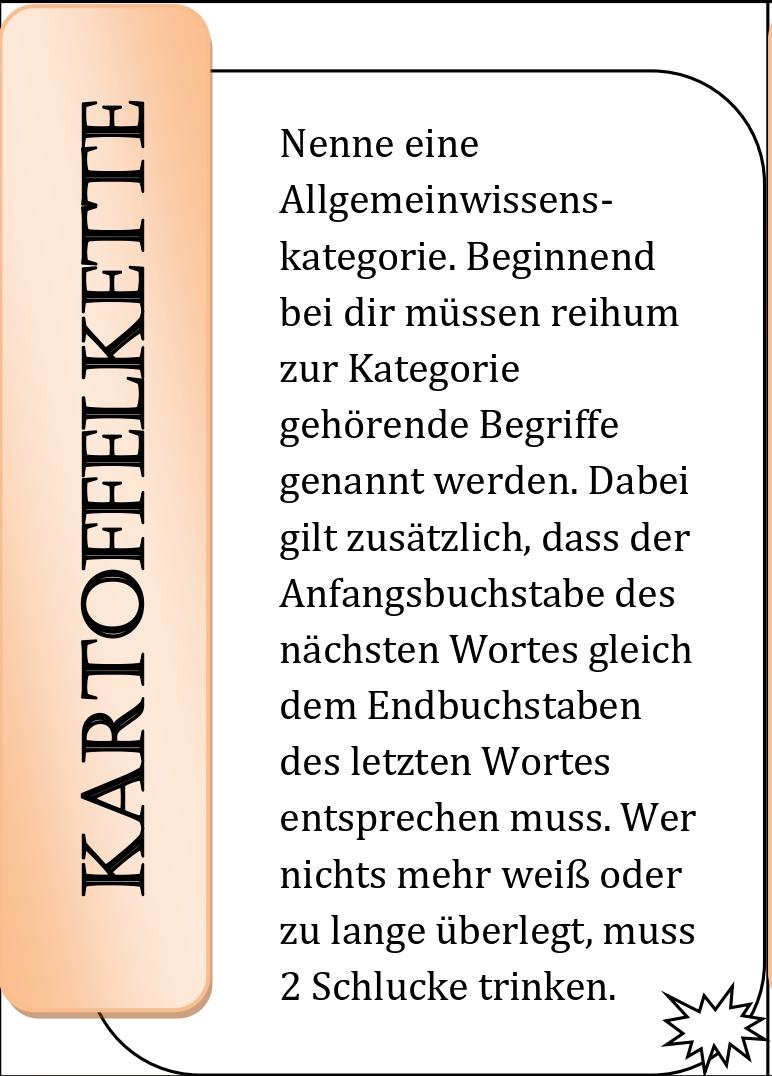 KARTOFFELKETTE
Nenne eine
Allgemeinwissens-
kategorie. Beginnend
bei dir müssen reihum
zur Kategorie
gehörende Begriffe
genannt werden. Dabei
gilt zusätzlich, dass der
Anfangsbuchstabe des
nächsten Wortes gleich
dem Endbuchstaben
des letzten Wortes
entsprechen muss. Wer
nichts mehr weiß oder
zu lange überlegt, muss
2 Schlucke trinken.